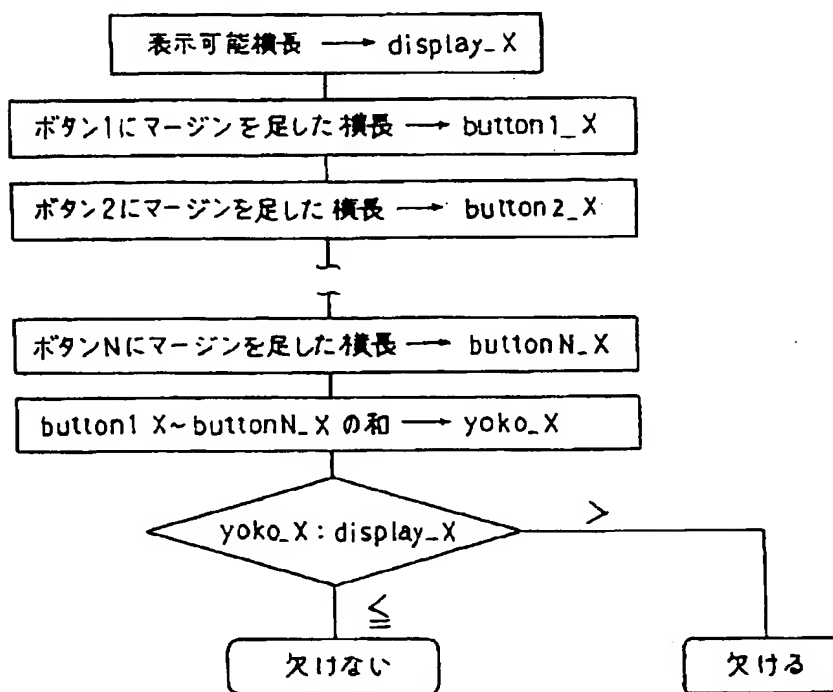 表示可能横長 → display_X
ボタン1にマージンを足した横長 → button1_X
ボタン2にマージンを足した横長 → button2_X
ボタンNにマージンを足した横長 → buttonN_X
button1 X~buttonN_X の和 → yoko_X
yoko_X : display_X
>
≦
欠けない
欠ける